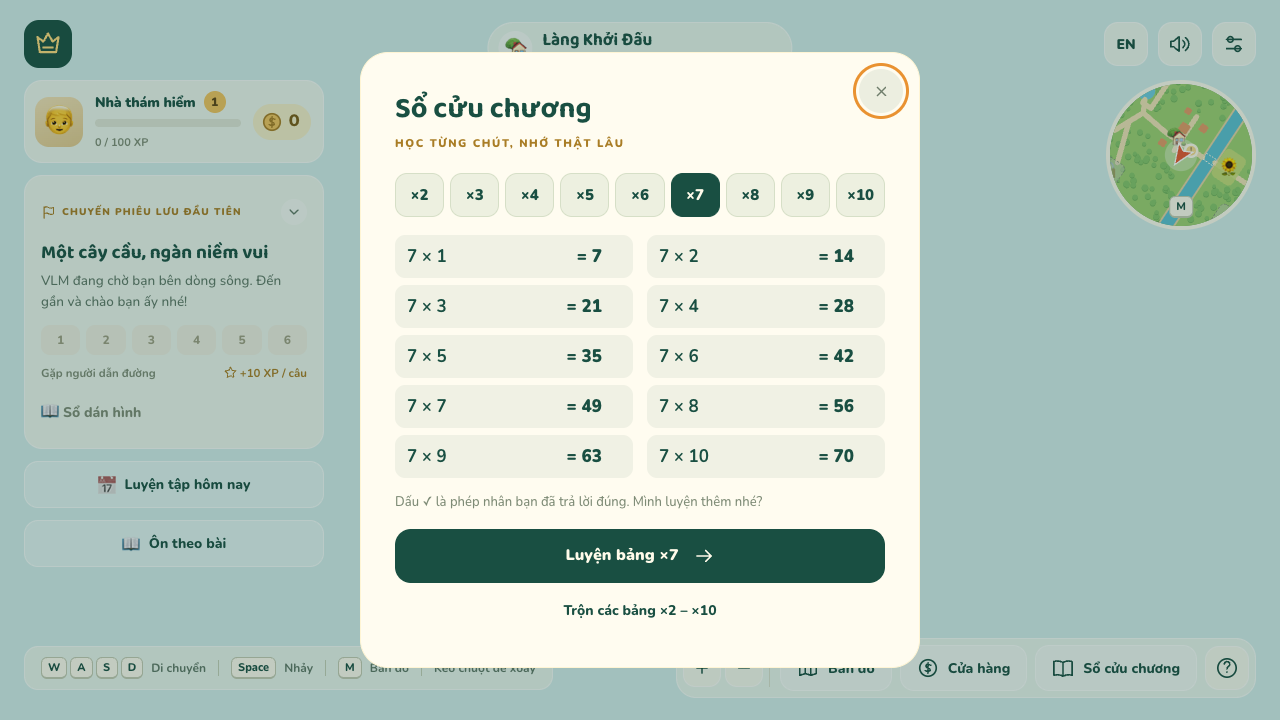 Làng Khởi Đầu
EN
Nhà thám hiểm 1
0
0 / 100 XP
CHUYẾN PHIÊU LƯU ĐẦU TIÊN
Một cây cầu, ngàn niềm vui
VLM đang chờ bạn bên dòng sông. Đến
gần và chào bạn ấy nhé!
1 2 3 4 5 6
Gặp người dẫn đường +10 XP / câu
Sổ dán hình
Luyện tập hôm nay
Ôn theo bài
Sổ cửu chương
HỌC TỪNG CHÚT, NHỚ THẬT LÂU
×2 ×3 ×4 ×5 ×6 ×7 ×8 ×9 ×10
7 × 1 = 7 7 × 2 = 14
7 × 3 = 21 7 × 4 = 28
7 × 5 = 35 7 × 6 = 42
7 × 7 = 49 7 × 8 = 56
7 × 9 = 63 7 × 10 = 70
Dấu ✓ là phép nhân bạn đã trả lời đúng. Mình luyện thêm nhé?
Luyện bảng ×7 →
Trộn các bảng ×2 – ×10
M
W A S D Di chuyển Space Nhảy M Bản đồ Kéo chuột để xoay
+ − Bản đồ Cửa hàng Sổ cửu chương ?